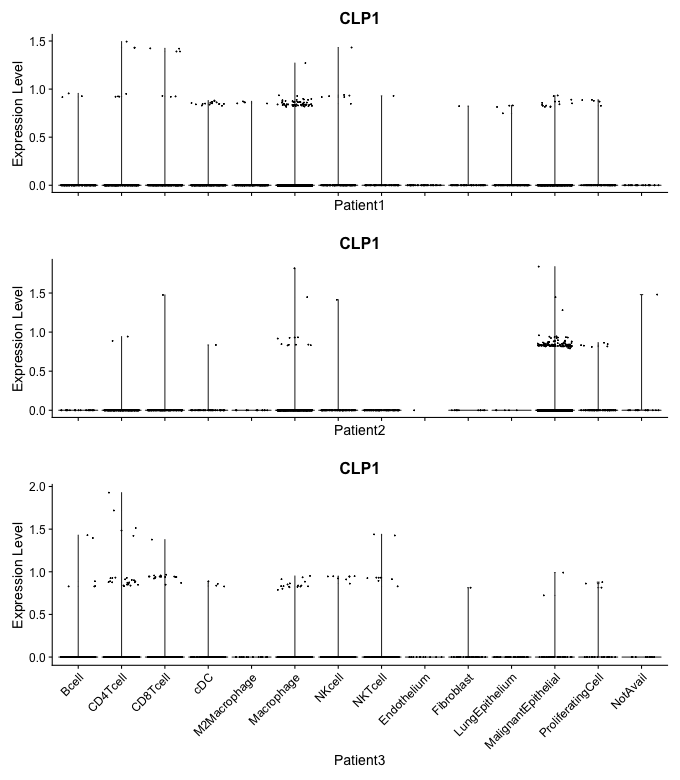 CLP1
Expression Level
1.5
1.0
0.5
0.0
Patient1
CLP1
Expression Level
1.5
1.0
0.5
0.0
Patient2
CLP1
Expression Level
2.0
1.5
1.0
0.5
0.0
Bcell
CD4Tcell
CD8Tcell
cDC
M2Macrophage
Macrophage
NKcell
NKTcell
Endothelium
Fibroblast
LungEpithelium
MalignantEpithelial
ProliferatingCell
NotAvail
Patient3